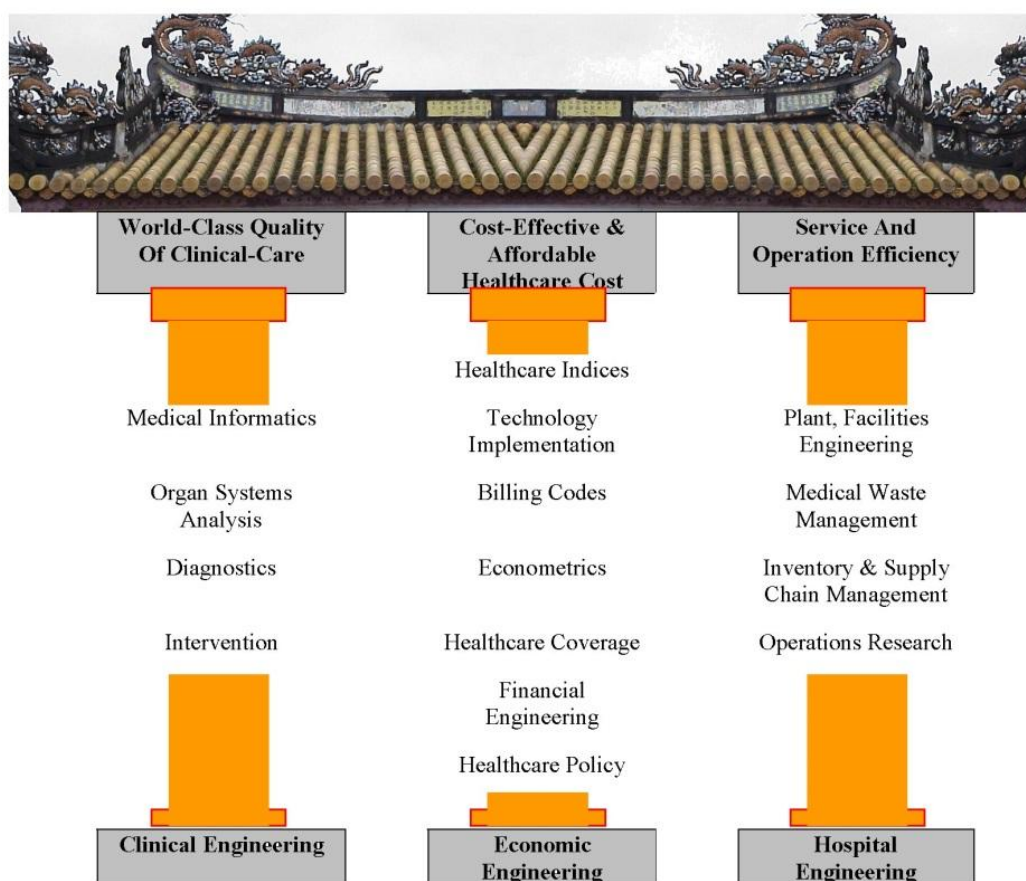 World-Class Quality
Of Clinical-Care
Cost-Effective &
Affordable
Healthcare Cost
Service And
Operation Efficiency
Healthcare Indices
Medical Informatics
Technology
Implementation
Plant, Facilities
Engineering
Organ Systems
Analysis
Billing Codes
Medical Waste
Management
Diagnostics
Econometrics
Inventory & Supply
Chain Management
Intervention
Healthcare Coverage
Operations Research
Financial
Engineering
Healthcare Policy
Clinical Engineering
Economic
Engineering
Hospital
Engineering